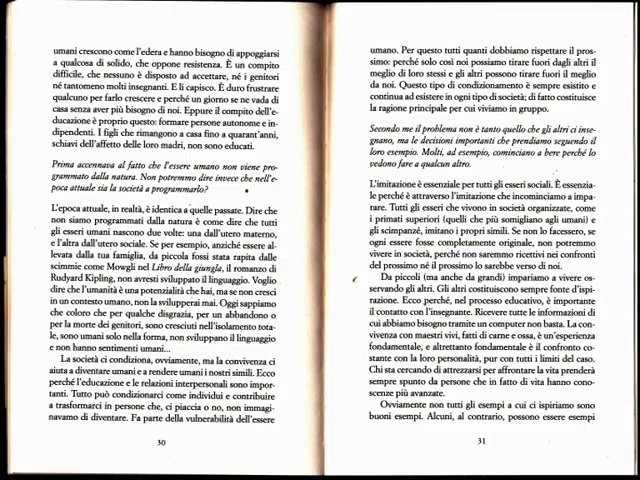 umani crescono come l'edera e hanno bisogno di appoggiarsi
a qualcosa di solido, che oppone resistenza. È un compito
difficile, che nessuno è disposto ad accettare, né i genitori
né tantomeno molti insegnanti. E li capisco. È duro frustrare
qualcuno per farlo crescere e perché un giorno se ne vada di
casa senza aver più bisogno di noi. Eppure il compito dell'e-
ducazione è proprio questo: formare persone autonome e in-
dipendenti. I figli che rimangono a casa fino a quarant'anni,
schiavi dell'affetto delle loro madri, non sono educati.
Prima accennava al fatto che l'essere umano non viene pro-
grammato dalla natura. Non potremmo dire invece che nell'e-
poca attuale sia la società a programmarlo?
L'epoca attuale, in realtà, è identica a quelle passate. Dire che
non siamo programmati dalla natura è come dire che tutti
gli esseri umani nascono due volte: una dall'utero materno,
e l'altra dall'utero sociale. Se per esempio, anziché essere al-
levata dalla tua famiglia, da piccola fossi stata rapita dalle
scimmie come Mowgli nel Libro della giungla, il romanzo di
Rudyard Kipling, non avresti sviluppato il linguaggio. Voglio
dire che l'umanità è una potenzialità che hai, ma se non cresci
in un contesto umano, non la svilupperai mai. Oggi sappiamo
che coloro che per qualche disgrazia, per un abbandono o
per la morte dei genitori, sono cresciuti nell'isolamento tota-
le, sono umani solo nella forma, non sviluppano il linguaggio
e non hanno sentimenti umani...
La società ci condiziona, ovviamente, ma la convivenza ci
aiuta a diventare umani e a rendere umani i nostri simili. Ecco
perché l'educazione e le relazioni interpersonali sono impor-
tanti. Tutto può condizionarci come individui e contribuire
a trasformarci in persone che, ci piaccia o no, non immagi-
navamo di diventare. Fa parte della vulnerabilità dell'essere
30
umano. Per questo tutti quanti dobbiamo rispettare il pros-
simo: perché solo così noi possiamo tirare fuori dagli altri il
meglio di loro stessi e gli altri possono tirare fuori il meglio
da noi. Questo tipo di condizionamento è sempre esistito e
continua ad esistere in ogni tipo di società; di fatto costituisce
la ragione principale per cui viviamo in gruppo.
Secondo me il problema non è tanto quello che gli altri ci inse-
gnano, ma le decisioni importanti che prendiamo seguendo il
loro esempio. Molti, ad esempio, cominciano a bere perché lo
vedono fare a qualcun altro.
L'imitazione è essenziale per tutti gli esseri sociali. È essenzia-
le perché è attraverso l'imitazione che incominciamo a impa-
rare. Tutti gli esseri che vivono in società organizzate, come
i primati superiori (quelli che più somigliano agli umani) e
gli scimpanzé, imitano i propri simili. Se non lo facessero, se
ogni essere fosse completamente originale, non potremmo
vivere in società, perché non saremmo ricettivi nei confronti
del prossimo né il prossimo lo sarebbe verso di noi.
Da piccoli (ma anche da grandi) impariamo a vivere os-
servando gli altri. Gli altri costituiscono sempre fonte d'ispi-
razione. Ecco perché, nel processo educativo, è importante
il contatto con l'insegnante. Ricevere tutte le informazioni di
cui abbiamo bisogno tramite un computer non basta. La con-
vivenza con maestri vivi, fatti di carne e ossa, è un'esperienza
fondamentale, e altrettanto fondamentale è il confronto co-
stante con la loro personalità, pur con tutti i limiti del caso.
Chi sta cercando di attrezzarsi per affrontare la vita prenderà
sempre spunto da persone che in fatto di vita hanno cono-
scenze più avanzate.
Ovviamente non tutti gli esempi a cui ci ispiriamo sono
buoni esempi. Alcuni, al contrario, possono essere esempi
31